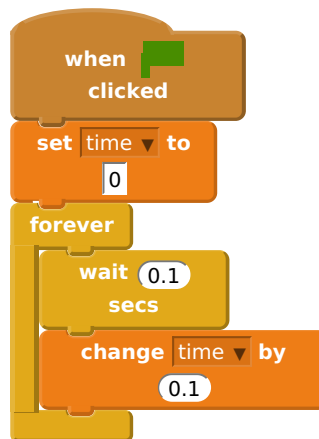 when
clicked
set time ▼ to
0
forever
wait 0.1
secs
change time ▼ by
0.1